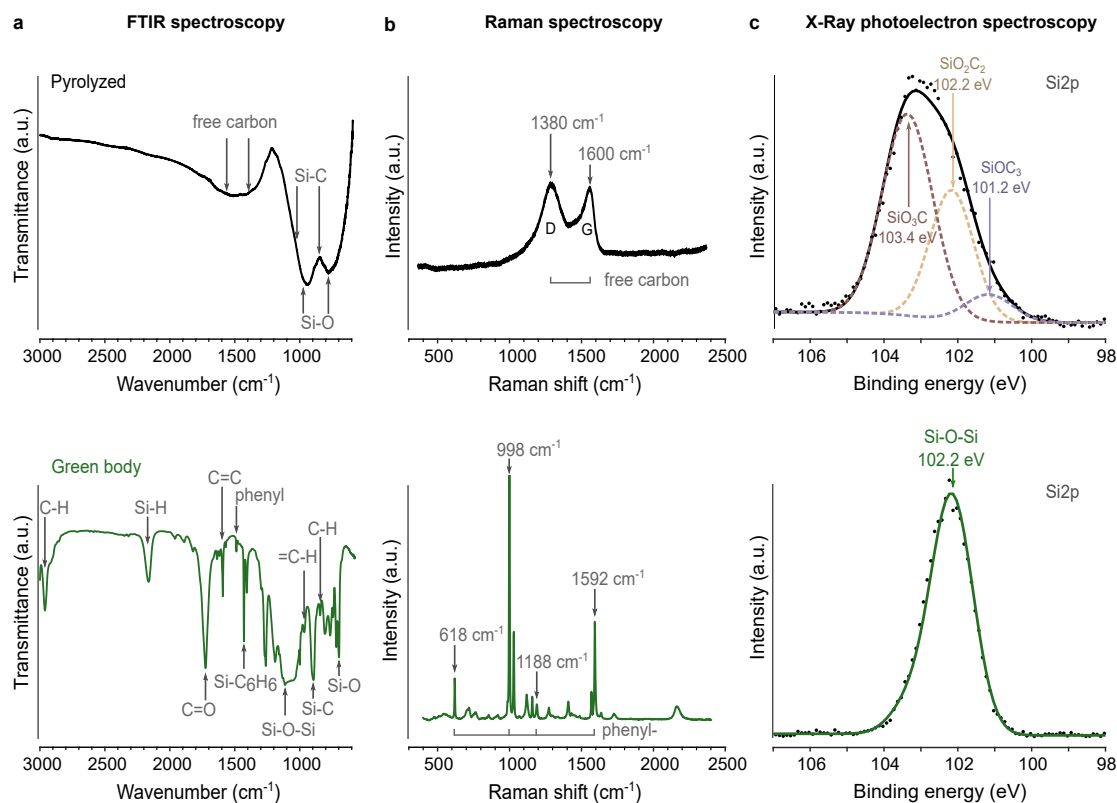 a
FTIR spectroscopy
b
Raman spectroscopy
c
X-Ray photoelectron spectroscopy
Pyrolyzed
free carbon
Si-C
Si-O
Transmittance (a.u.)
3000
2500
2000
1500
1000
Wavenumber (cm⁻¹)
1380 cm⁻¹
1600 cm⁻¹
D
G
free carbon
Intensity (a.u.)
500
1000
1500
2000
2500
Raman shift (cm⁻¹)
SiO₂C₂
102.2 eV
Si2p
SiOC₃
101.2 eV
SiO₃C
103.4 eV
Intensity (a.u.)
106
104
102
100
98
Binding energy (eV)
Green body
C-H
Si-H
C=C
phenyl
=C-H
C-H
C=O
Si-C6H6
Si-O-Si
Si-C
Si-O
Transmittance (a.u.)
3000
2500
2000
1500
1000
Wavenumber (cm⁻¹)
998 cm⁻¹
1592 cm⁻¹
618 cm⁻¹
1188 cm⁻¹
phenyl-
Intensity (a.u.)
500
1000
1500
2000
2500
Raman shift (cm⁻¹)
Si-O-Si
102.2 eV
Si2p
Intensity (a.u.)
106
104
102
100
98
Binding energy (eV)